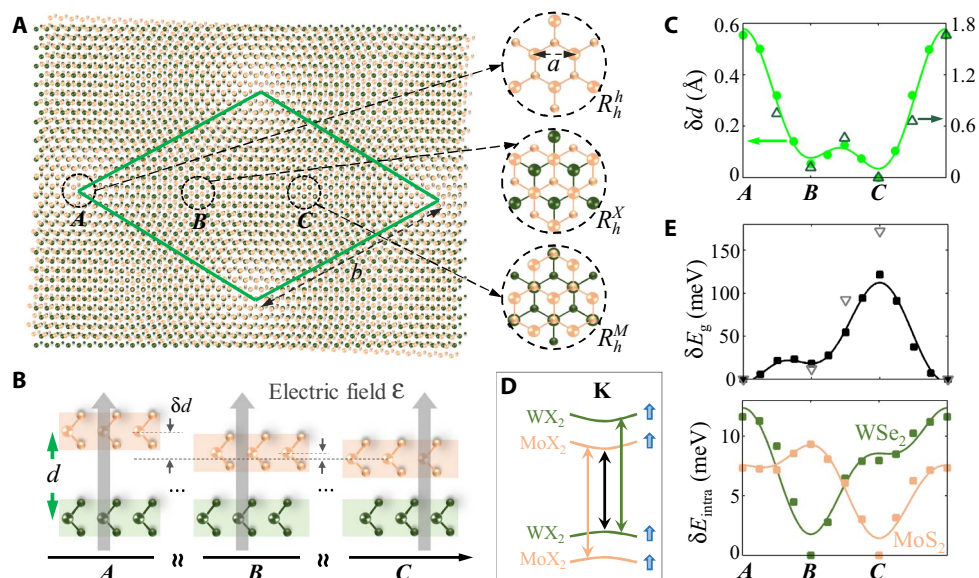 A
a
R_h^h
R_h^X
R_h^M
A
B
C
b
B
Electric field ε
δd
d
...
...
A
≈
B
≈
C
C
δd (Å)
0.6
0.4
0.2
0
1.8
1.2
0.6
0
A
B
C
D
K
WX₂
MoX₂
WX₂
MoX₂
E
δE_g (meV)
150
100
50
0
δE_intra (meV)
10
5
0
WSe₂
MoS₂
A
B
C